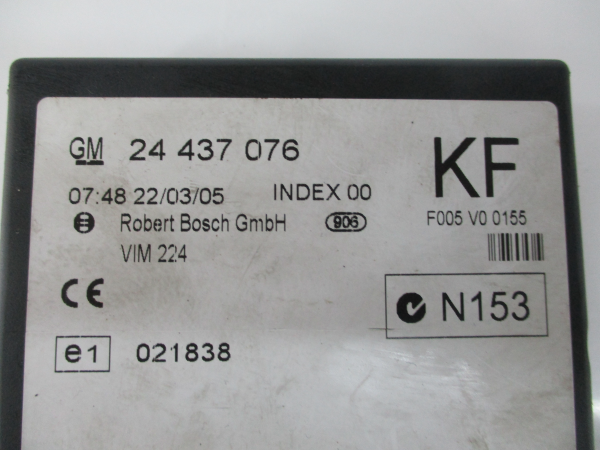 GM 24 437 076
KF
07:48 22/03/05 INDEX 00
F005 V0 0155
Robert Bosch GmbH 906
VIM 224
CE
N153
e1 021838